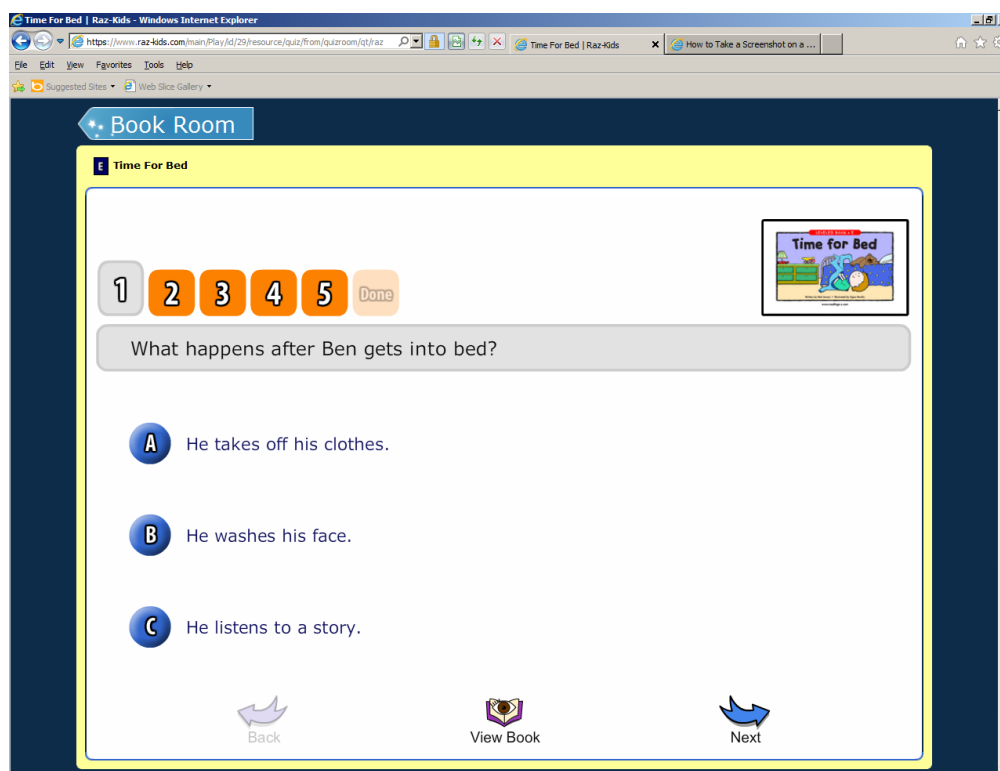 Time For Bed | Raz-Kids - Windows Internet Explorer
https://www.raz-kids.com/main/Play/id/29/resource/quiz/from/quizroom/qt/raz
Time For Bed | Raz-Kids
How to Take a Screenshot on a ...
File Edit View Favorites Tools Help
Suggested Sites Web Slice Gallery
Book Room
E Time For Bed
LEVELED BOOK • E
Time for Bed
1 2 3 4 5 Done
What happens after Ben gets into bed?
A He takes off his clothes.
B He washes his face.
C He listens to a story.
Back View Book Next